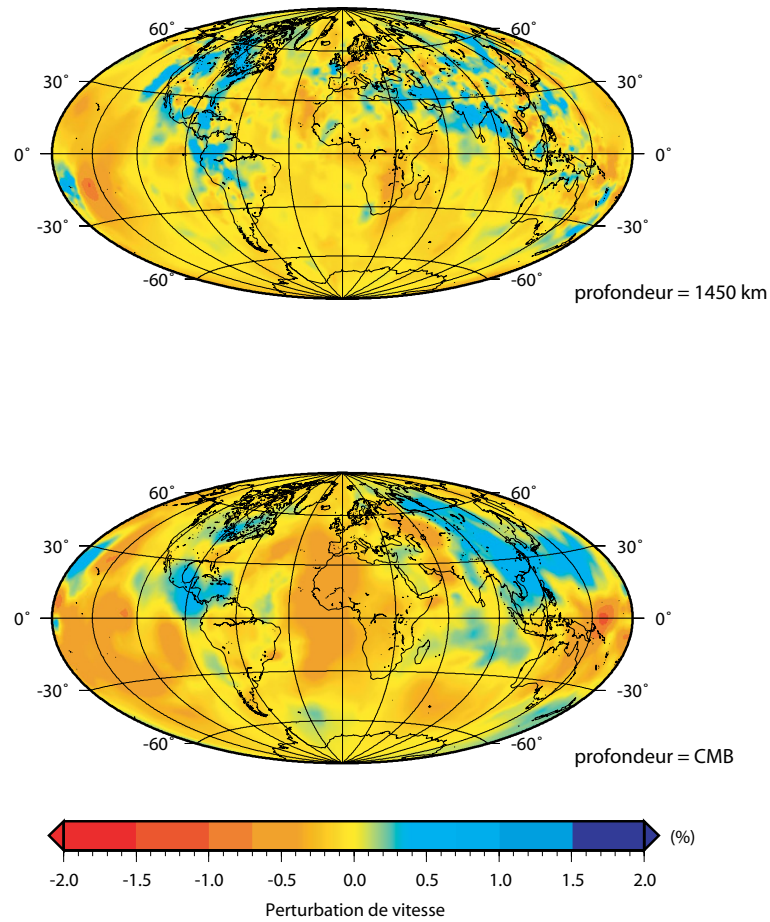 60˚ 60˚
30˚ 30˚
0˚ 0˚
-30˚ -30˚
-60˚ -60˚
profondeur = 1450 km
60˚ 60˚
30˚ 30˚
0˚ 0˚
-30˚ -30˚
-60˚ -60˚
profondeur = CMB
(%)
-2.0 -1.5 -1.0 -0.5 0.0 0.5 1.0 1.5 2.0
Perturbation de vitesse